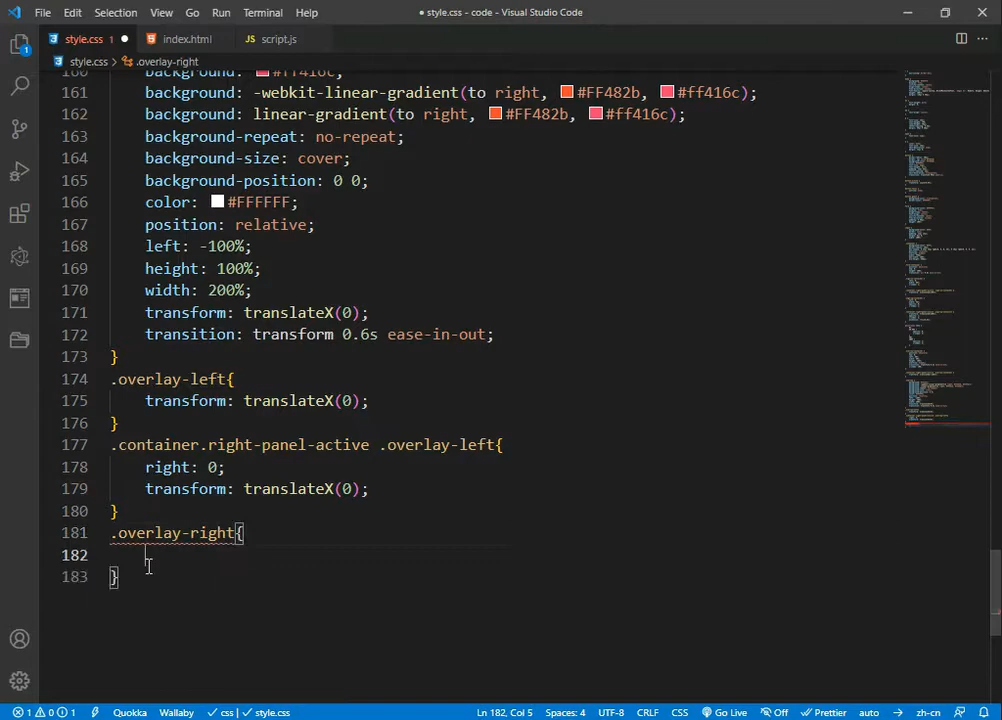 File Edit Selection View Go Run Terminal Help ● style.css - code - Visual Studio Code
style.css 1 ● index.html JS script.js
style.css > .overlay-right
160 background: #ff416c;
161 background: -webkit-linear-gradient(to right, #FF482b, #ff416c);
162 background: linear-gradient(to right, #FF482b, #ff416c);
163 background-repeat: no-repeat;
164 background-size: cover;
165 background-position: 0 0;
166 color: #FFFFFF;
167 position: relative;
168 left: -100%;
169 height: 100%;
170 width: 200%;
171 transform: translateX(0);
172 transition: transform 0.6s ease-in-out;
173 }
174 .overlay-left{
175 transform: translateX(0);
176 }
177 .container.right-panel-active .overlay-left{
178 right: 0;
179 transform: translateX(0);
180 }
181 .overlay-right{
182
183 }
1 0 1 Quokka Wallaby ✓ css | ✓ style.css Ln 182, Col 5 Spaces: 4 UTF-8 CRLF CSS Go Live Off Prettier auto → zh-cn